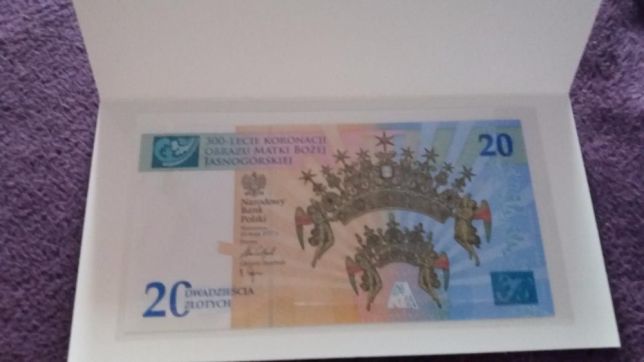 300-LECIE KORONACJI
OBRAZU MATKI BOŻEJ
JASNOGÓRSKIEJ
20
Narodowy
Bank
Polski
20
DWADZIEŚCIA
ZŁOTYCH